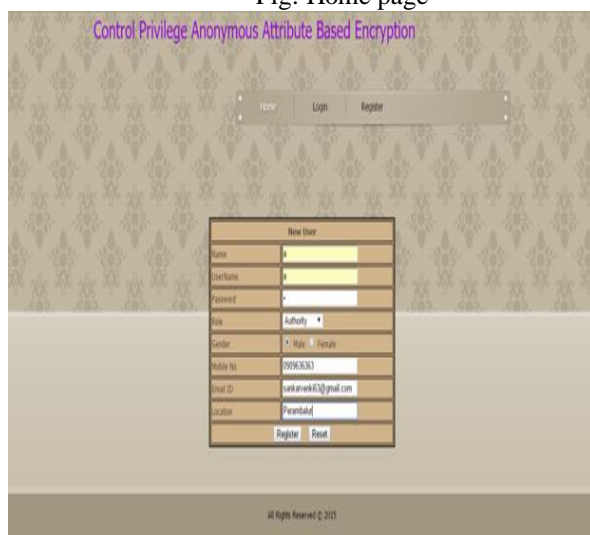 Fig: Home page
Control Privilege Anonymous Attribute Based Encryption
Home Login Register
New User
Name a
UserName a
Password
Role Authority
Gender Male Female
Mobile No
Email ID sankarvenki63@gmail.com
Location Perambalur
Register Reset
All Rights Reserved © 2015